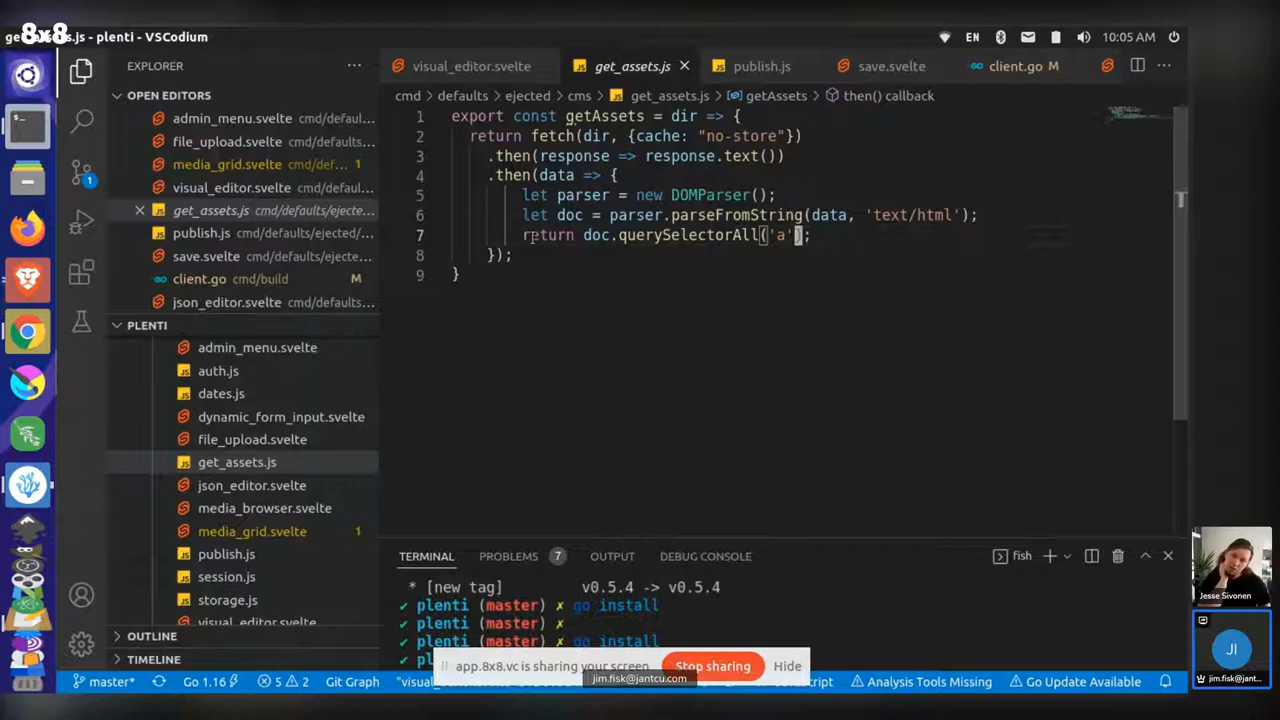 8x8
get_assets.js - plenti - VSCodium
EN
10:05 AM
EXPLORER
OPEN EDITORS
admin_menu.svelte cmd/defaul...
file_upload.svelte cmd/default...
media_grid.svelte cmd/def... 1
visual_editor.svelte cmd/defaul...
get_assets.js cmd/defaults/ejecte...
publish.js cmd/defaults/ejected/...
save.svelte cmd/defaults/ejecte...
client.go cmd/build M
json_editor.svelte cmd/defaults...
PLENTI
admin_menu.svelte
auth.js
dates.js
dynamic_form_input.svelte
file_upload.svelte
get_assets.js
json_editor.svelte
media_browser.svelte
media_grid.svelte 1
publish.js
session.js
storage.js
visual_editor.svelte
OUTLINE
TIMELINE
visual_editor.svelte get_assets.js publish.js save.svelte client.go M
cmd > defaults > ejected > cms > get_assets.js > getAssets > then() callback
1 export const getAssets = dir => {
2 return fetch(dir, {cache: "no-store"})
3 .then(response => response.text())
4 .then(data => {
5 let parser = new DOMParser();
6 let doc = parser.parseFromString(data, 'text/html');
7 return doc.querySelectorAll('a');
8 });
9 }
TERMINAL PROBLEMS 7 OUTPUT DEBUG CONSOLE
fish
* [new tag] v0.5.4 -> v0.5.4
✔ plenti (master) ✗ go install
✔ plenti (master) ✗
✔ plenti (master) ✗ go install
app.8x8.vc is sharing your screen. Stop sharing Hide
jim.fisk@jantcu.com
Jesse Sivonen
JI
jim.fisk@jant...
master* Go 1.16 5 2 Git Graph Analysis Tools Missing Go Update Available